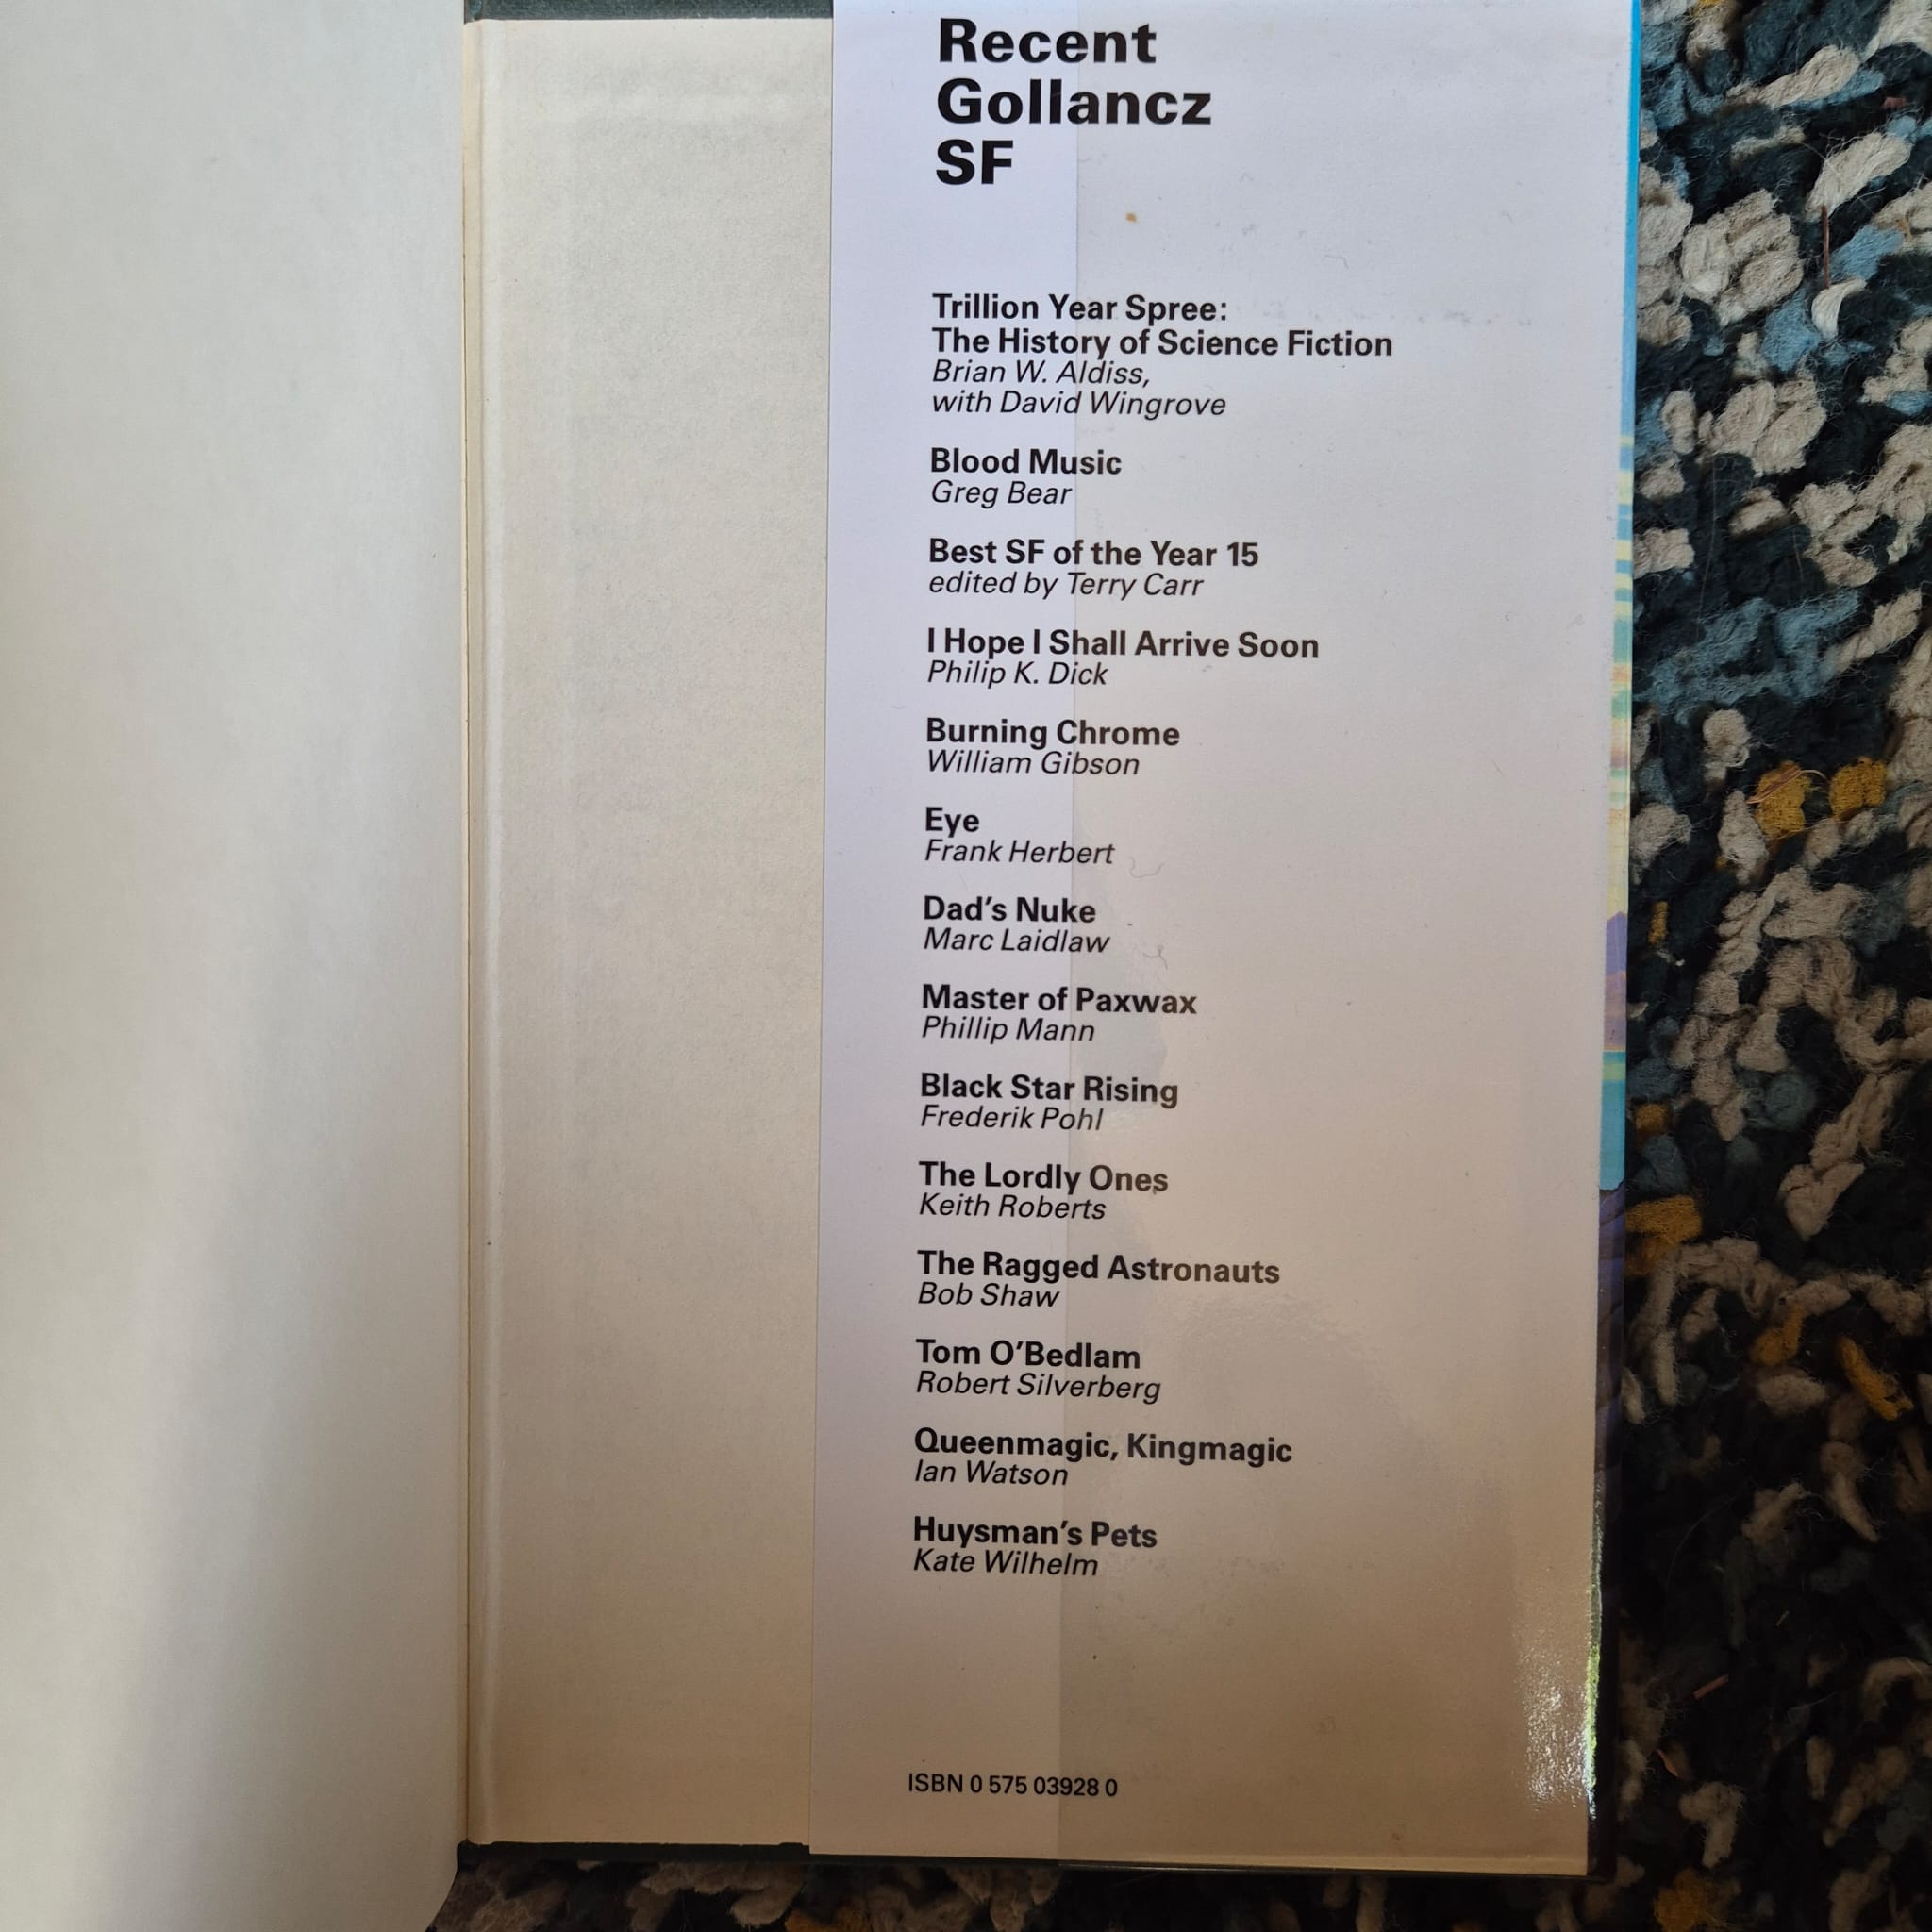 Recent
Gollancz
SF
Trillion Year Spree:
The History of Science Fiction
Brian W. Aldiss,
with David Wingrove
Blood Music
Greg Bear
Best SF of the Year 15
edited by Terry Carr
I Hope I Shall Arrive Soon
Philip K. Dick
Burning Chrome
William Gibson
Eye
Frank Herbert
Dad's Nuke
Marc Laidlaw
Master of Paxwax
Phillip Mann
Black Star Rising
Frederik Pohl
The Lordly Ones
Keith Roberts
The Ragged Astronauts
Bob Shaw
Tom O'Bedlam
Robert Silverberg
Queenmagic, Kingmagic
Ian Watson
Huysman's Pets
Kate Wilhelm
ISBN 0 575 03928 0